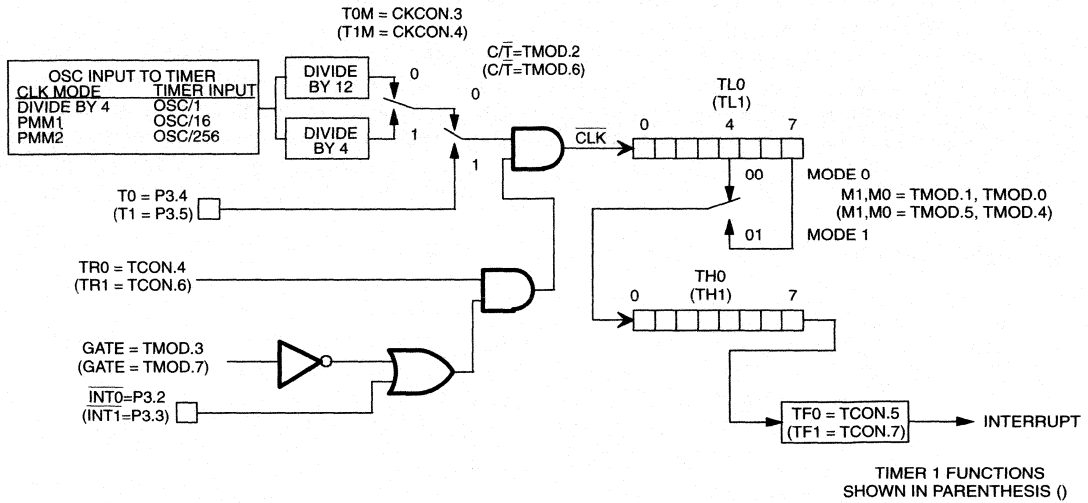 T0M = CKCON.3
(T1M = CKCON.4)
C/T̅=TMOD.2
(C/T̅=TMOD.6)
OSC INPUT TO TIMER
CLK MODE TIMER INPUT
DIVIDE BY 4 OSC/1
PMM1 OSC/16
PMM2 OSC/256
DIVIDE
BY 12
DIVIDE
BY 4
0
1
0
1
T0 = P3.4
(T1 = P3.5)
C̅L̅K̅
TL0
(TL1)
0 4 7
00 MODE 0
M1,M0 = TMOD.1, TMOD.0
(M1,M0 = TMOD.5, TMOD.4)
01 MODE 1
TR0 = TCON.4
(TR1 = TCON.6)
TH0
(TH1)
0 7
GATE = TMOD.3
(GATE = TMOD.7)
I̅N̅T̅0̅=P3.2
(I̅N̅T̅1̅=P3.3)
TF0 = TCON.5
(TF1 = TCON.7)
INTERRUPT
TIMER 1 FUNCTIONS
SHOWN IN PARENTHESIS ()